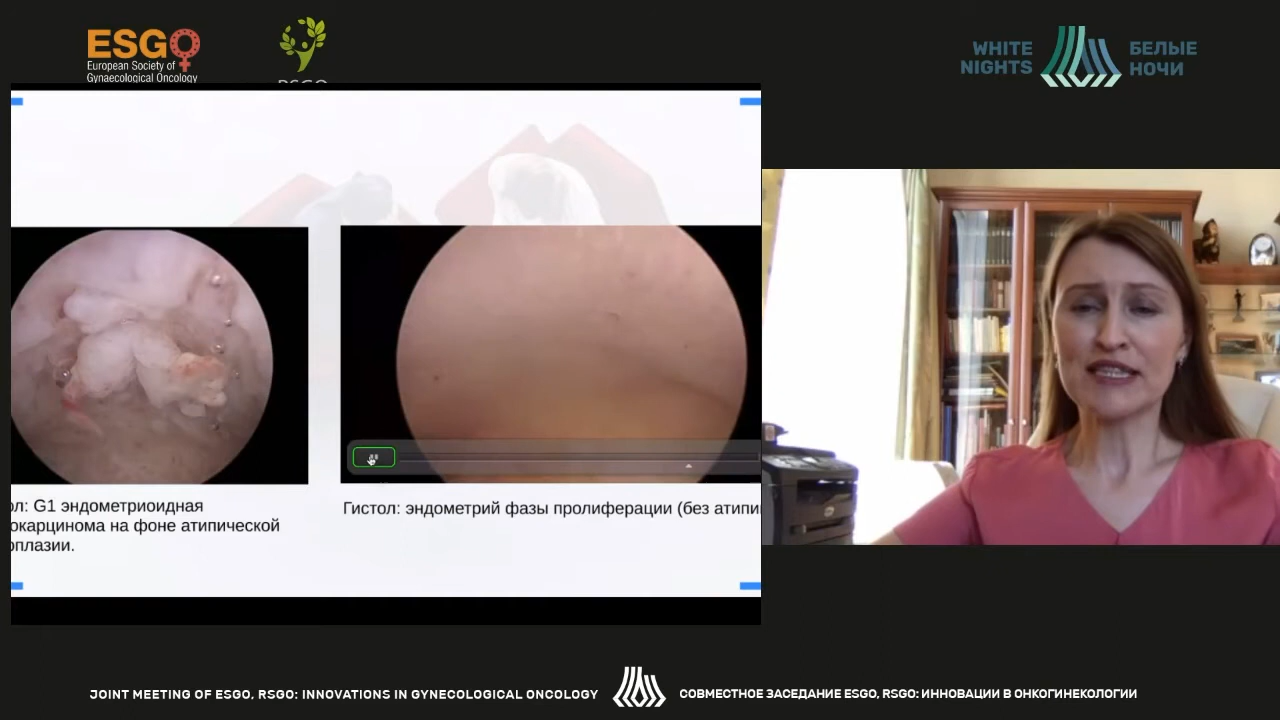 ESGO
European Society of
Gynaecological Oncology
RSGO
WHITE
NIGHTS
БЕЛЫЕ
НОЧИ
ол: G1 эндометриоидная
окарцинома на фоне атипической
оплазии.
Гистол: эндометрий фазы пролиферации (без атипи
JOINT MEETING OF ESGO, RSGO: INNOVATIONS IN GYNECOLOGICAL ONCOLOGY
СОВМЕСТНОЕ ЗАСЕДАНИЕ ESGO, RSGO: ИННОВАЦИИ В ОНКОГИНЕКОЛОГИИ